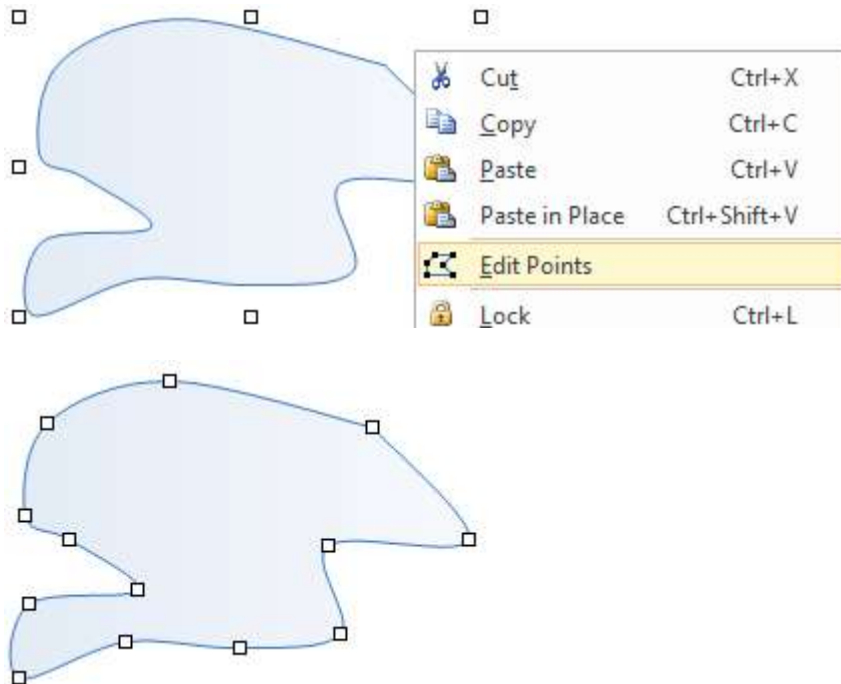 Cut Ctrl+X
Copy Ctrl+C
Paste Ctrl+V
Paste in Place Ctrl+Shift+V
Edit Points
Lock Ctrl+L